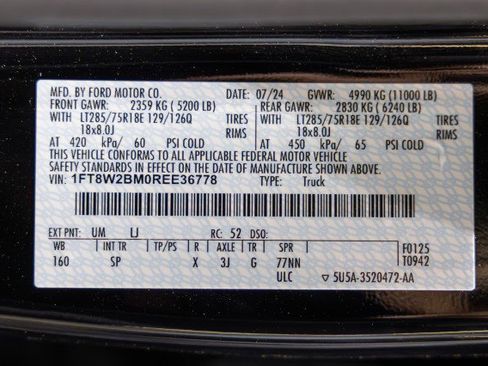 MFD. BY FORD MOTOR CO. DATE: 07/24 GVWR: 4990 KG (11000 LB)
FRONT GAWR: 2359 KG ( 5200 LB) REAR GAWR: 2830 KG ( 6240 LB)
WITH LT285/75R18E 129/126Q TIRES WITH LT285/75R18E 129/126Q TIRES
18x8.0J RIMS 18x8.0J RIMS
AT 420 kPa/ 60 PSI COLD AT 450 kPa/ 65 PSI COLD
THIS VEHICLE CONFORMS TO ALL APPLICABLE FEDERAL MOTOR VEHICLE
SAFETY STANDARDS IN EFFECT ON THE DATE OF MANUFACTURE SHOWN ABOVE.
VIN: 1FT8W2BM0REE36778 TYPE: Truck
EXT PNT: UM LJ RC: 52 DSO:
WB INT TR TP/PS R AXLE TR SPR F0125
160 SP X 3J G 77NN T0942
ULC ▽ 5U5A-3520472-AA